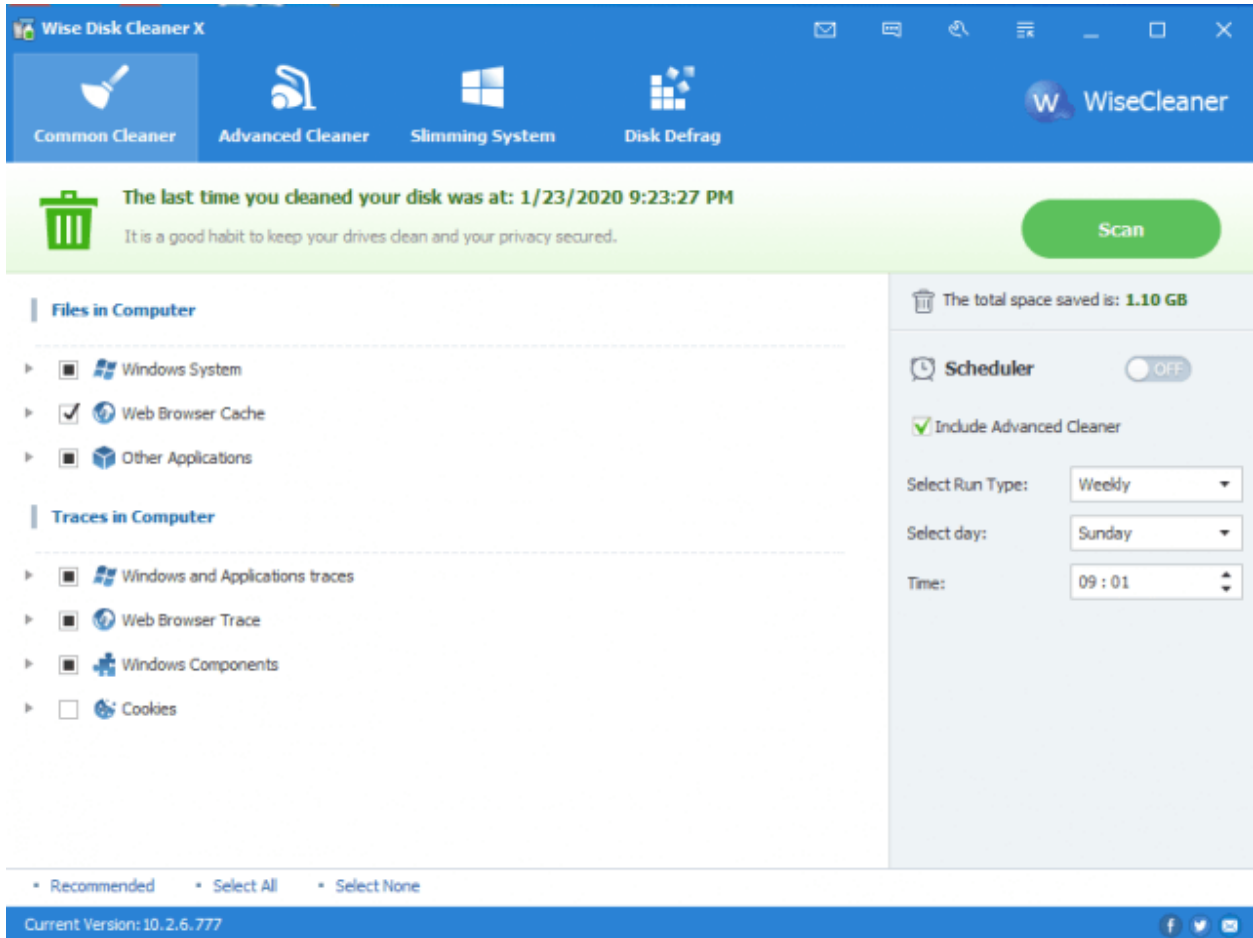 Wise Disk Cleaner X
Common Cleaner
Advanced Cleaner
Slimming System
Disk Defrag
W WiseCleaner
The last time you cleaned your disk was at: 1/23/2020 9:23:27 PM
It is a good habit to keep your drives clean and your privacy secured.
Scan
Files in Computer
Windows System
Web Browser Cache
Other Applications
Traces in Computer
Windows and Applications traces
Web Browser Trace
Windows Components
Cookies
The total space saved is: 1.10 GB
Scheduler
OFF
Include Advanced Cleaner
Select Run Type: Weekly
Select day: Sunday
Time: 09 : 01
Recommended
Select All
Select None
Current Version: 10.2.6.777